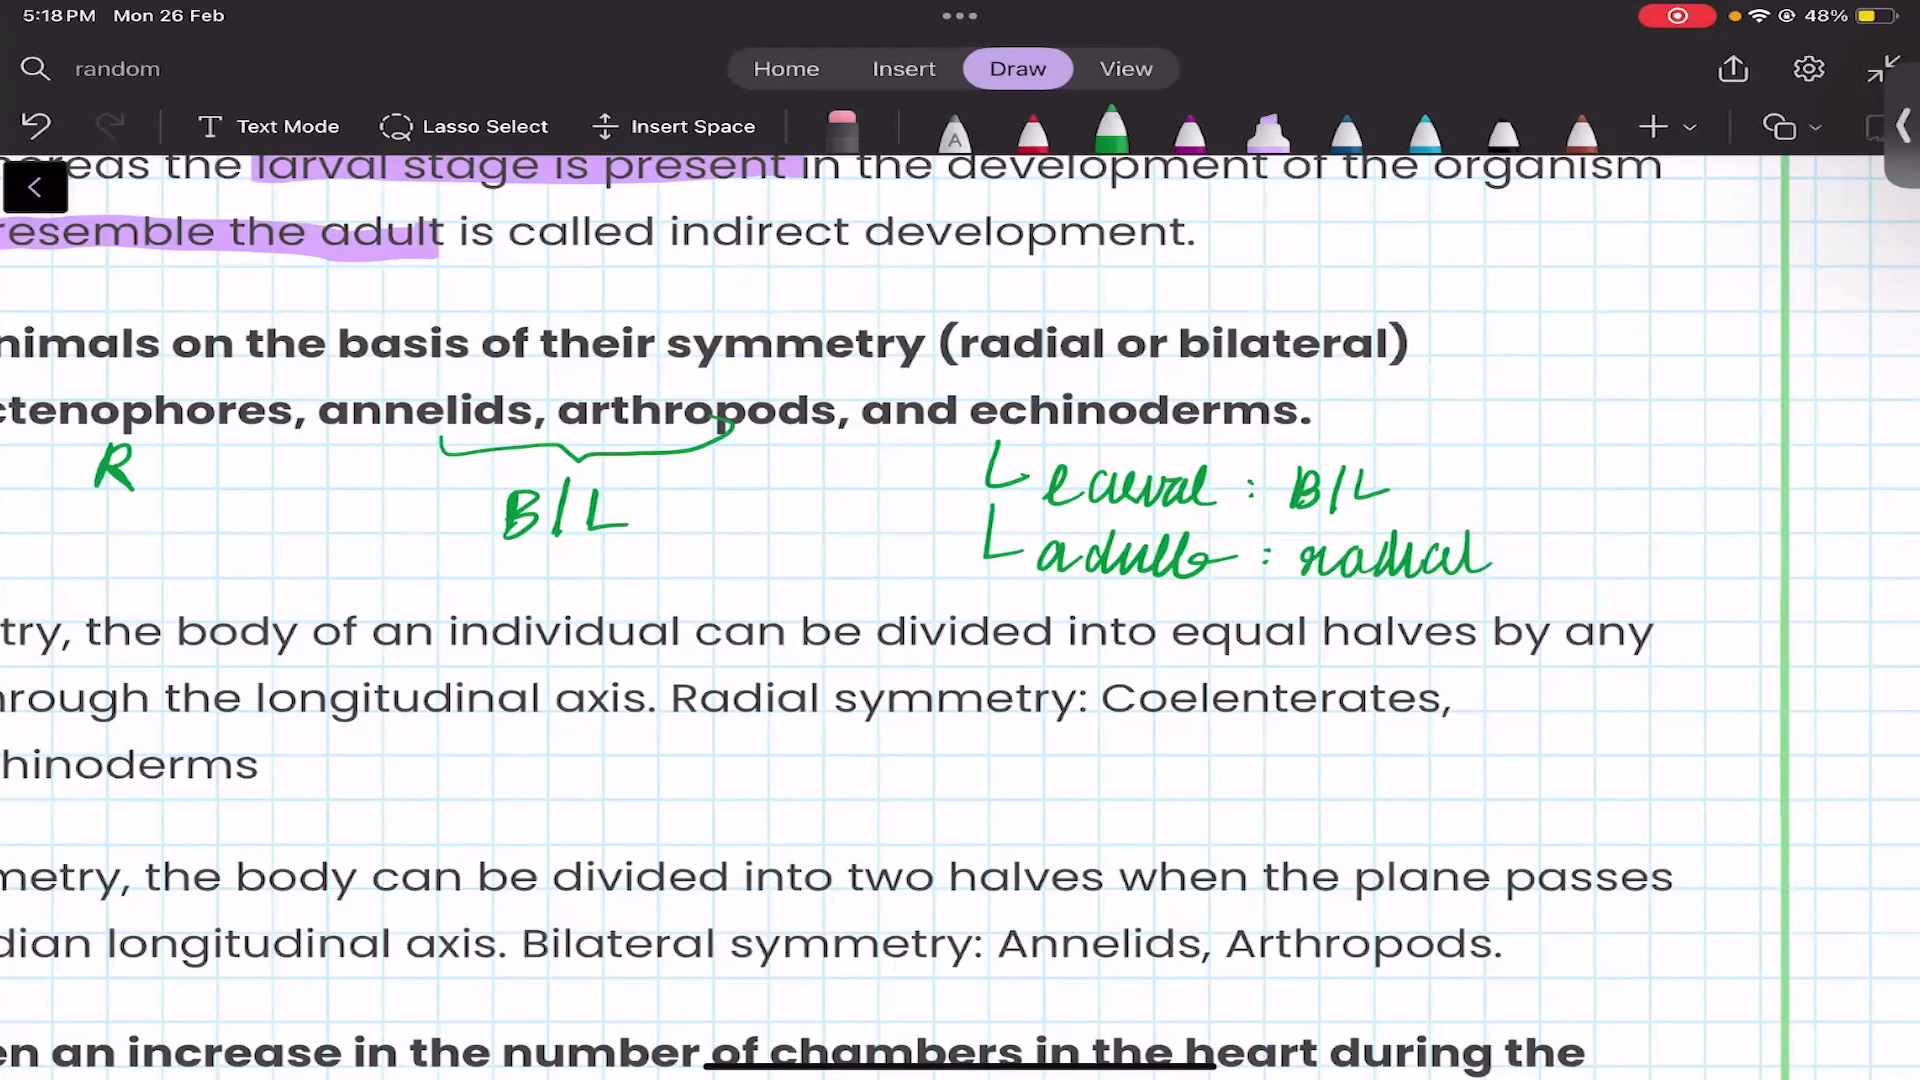 5:18 PM Mon 26 Feb
48%
random
Home Insert Draw View
Text Mode Lasso Select Insert Space
A
ereas the larval stage is present in the development of the organism
resemble the adult is called indirect development.
nimals on the basis of their symmetry (radial or bilateral)
ctenophores, annelids, arthropods, and echinoderms.
R
B/L
larval : B/L
adult : radial
try, the body of an individual can be divided into equal halves by any
hrough the longitudinal axis. Radial symmetry: Coelenterates,
hinoderms
metry, the body can be divided into two halves when the plane passes
dian longitudinal axis. Bilateral symmetry: Annelids, Arthropods.
en an increase in the number of chambers in the heart during the